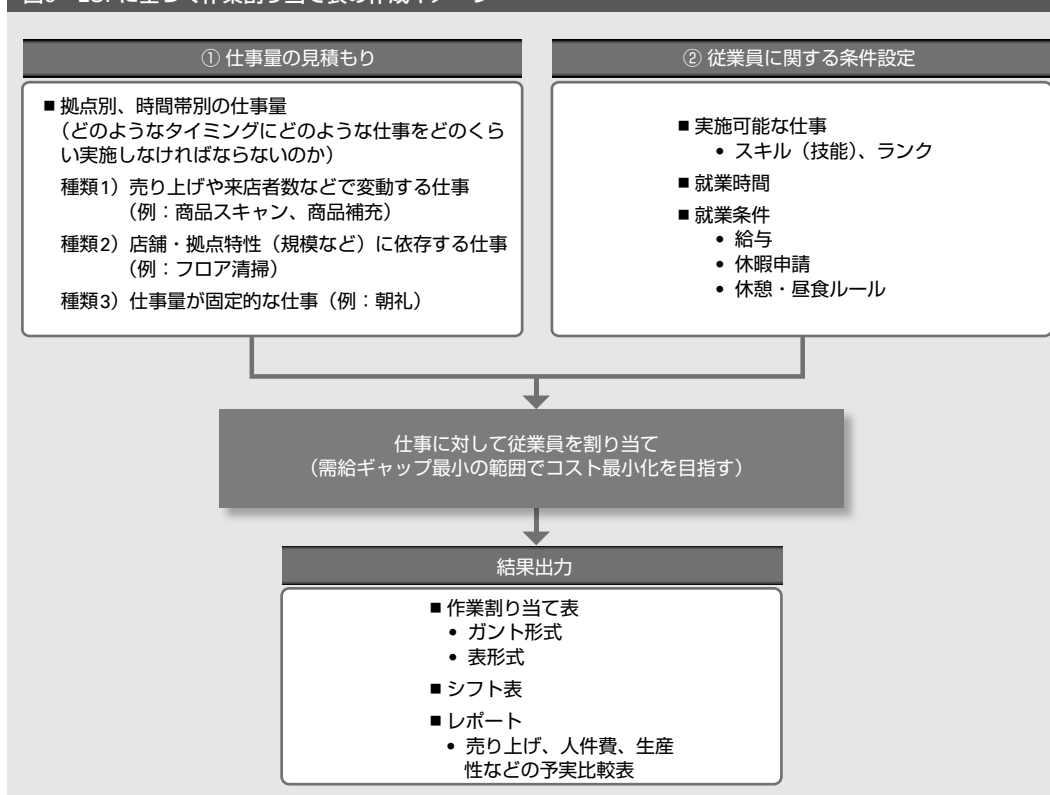 ① 仕事量の見積もり
■ 拠点別、時間帯別の仕事量
（どのようなタイミングにどのような仕事をどのくら
い実施しなければならないのか）
種類1）売り上げや来店者数などで変動する仕事
（例：商品スキャン、商品補充）
種類2）店舗・拠点特性（規模など）に依存する仕事
（例：フロア清掃）
種類3）仕事量が固定的な仕事（例：朝礼）
② 従業員に関する条件設定
■ 実施可能な仕事
• スキル（技能）、ランク
■ 就業時間
■ 就業条件
• 給与
• 休暇申請
• 休憩・昼食ルール
仕事に対して従業員を割り当て
（需給ギャップ最小の範囲でコスト最小化を目指す）
結果出力
■ 作業割り当て表
• ガント形式
• 表形式
■ シフト表
■ レポート
• 売り上げ、人件費、生産
性などの予実比較表